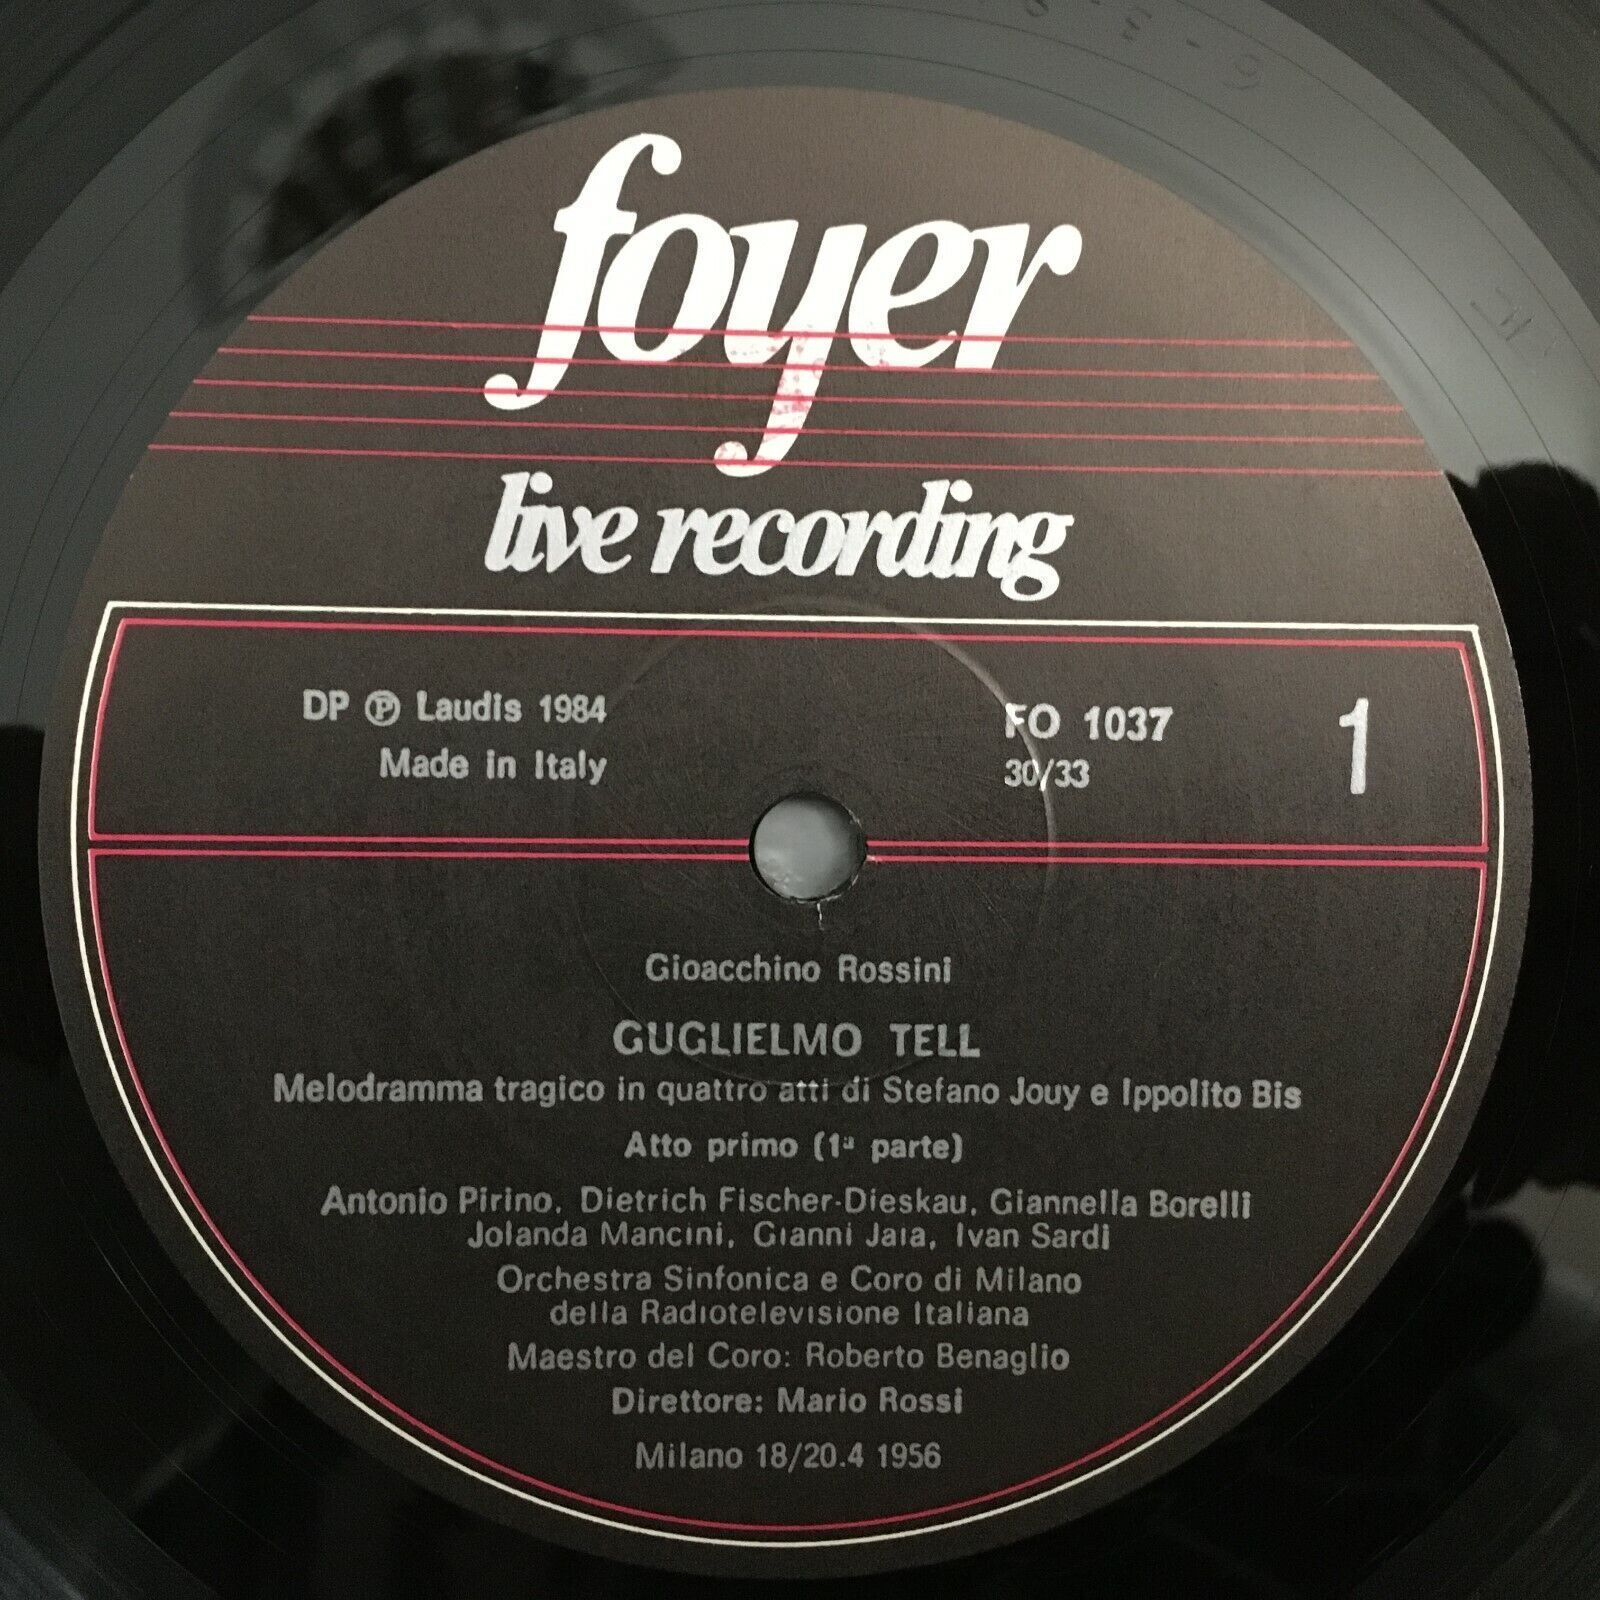 foyer
live recording
DP ℗ Laudis 1984
Made in Italy
FO 1037
30/33
1
Gioacchino Rossini
GUGLIELMO TELL
Melodramma tragico in quattro atti di Stefano Jouy e Ippolito Bis
Atto primo (1ª parte)
Antonio Pirino, Dietrich Fischer-Dieskau, Giannella Borelli
Jolanda Mancini, Gianni Jaia, Ivan Sardi
Orchestra Sinfonica e Coro di Milano
della Radiotelevisione Italiana
Maestro del Coro: Roberto Benaglio
Direttore: Mario Rossi
Milano 18/20.4 1956